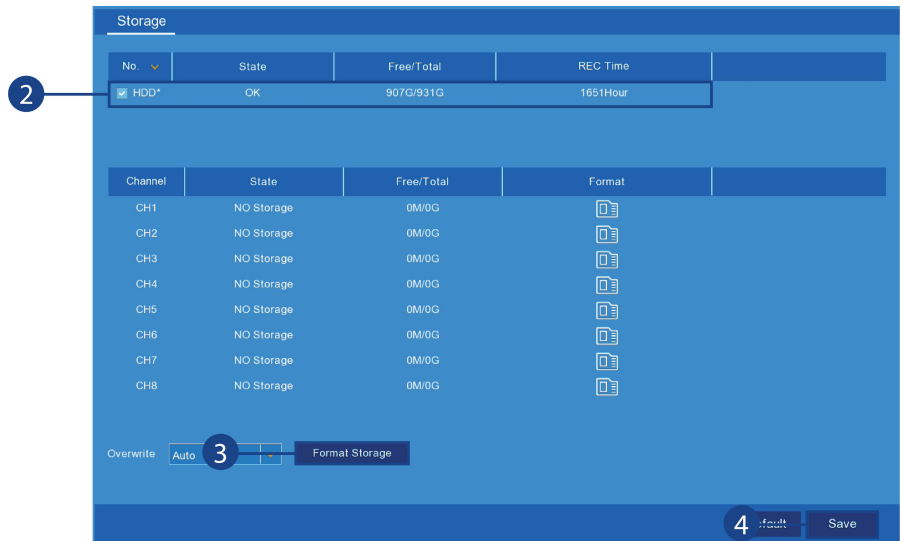 Storage
No. State Free/Total REC Time
2 HDD* OK 907G/931G 1651Hour
Channel State Free/Total Format
CH1 NO Storage 0M/0G
CH2 NO Storage 0M/0G
CH3 NO Storage 0M/0G
CH4 NO Storage 0M/0G
CH5 NO Storage 0M/0G
CH6 NO Storage 0M/0G
CH7 NO Storage 0M/0G
CH8 NO Storage 0M/0G
Overwrite Auto 3 Format Storage
4 Save